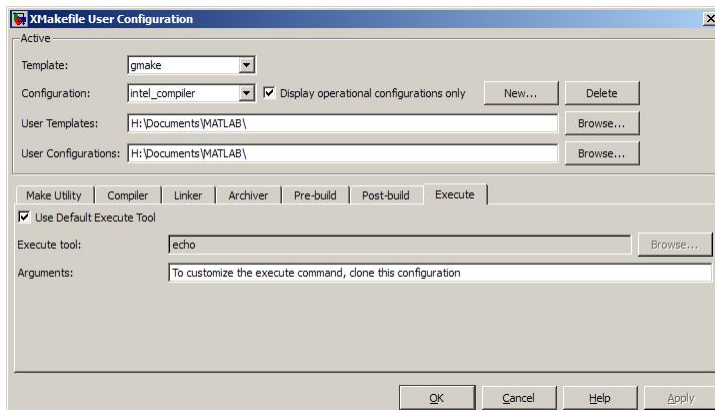 XMakefile User Configuration
Active
Template: gmake
Configuration: intel_compiler Display operational configurations only New... Delete
User Templates: H:\Documents\MATLAB\ Browse...
User Configurations: H:\Documents\MATLAB\ Browse...
Make Utility Compiler Linker Archiver Pre-build Post-build Execute
Use Default Execute Tool
Execute tool: echo Browse...
Arguments: To customize the execute command, clone this configuration
OK Cancel Help Apply